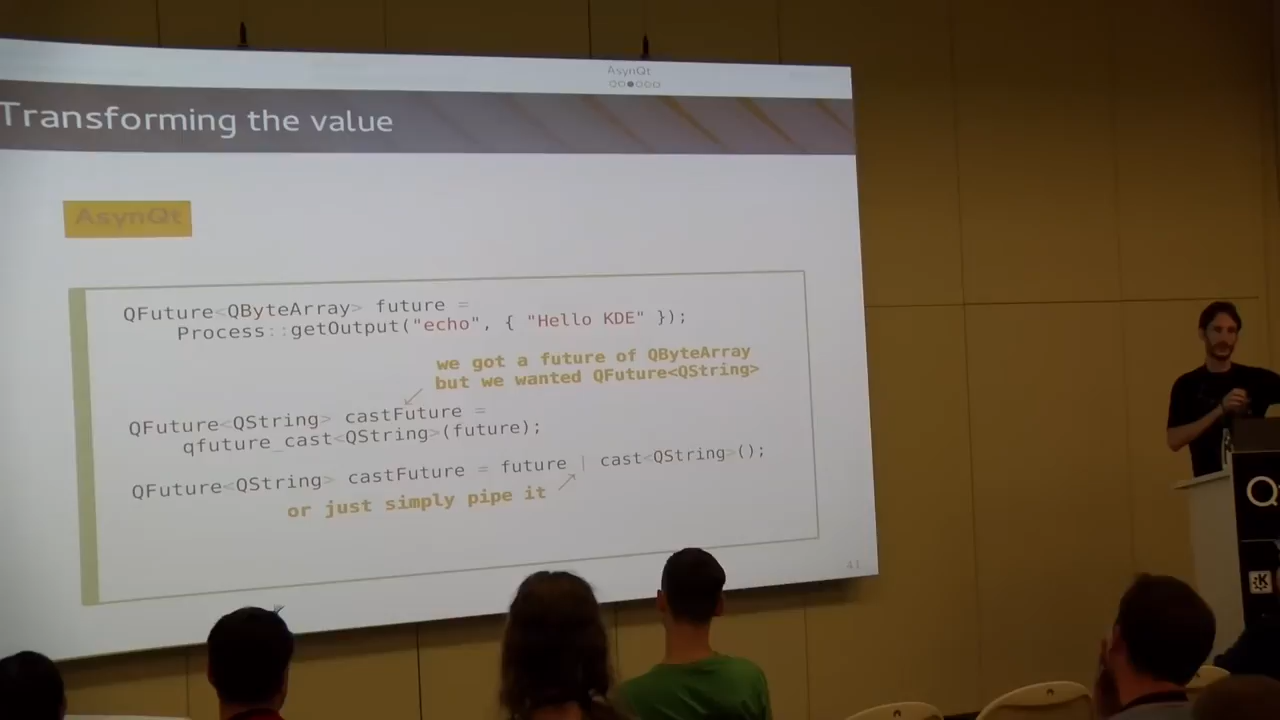 AsynQt
Transforming the value
AsynQt
QFuture<QByteArray> future =
Process::getOutput("echo", { "Hello KDE" });
we got a future of QByteArray
but we wanted QFuture<QString>
QFuture<QString> castFuture =
qfuture_cast<QString>(future);
QFuture<QString> castFuture = future | cast<QString>();
or just simply pipe it
41
Q
K